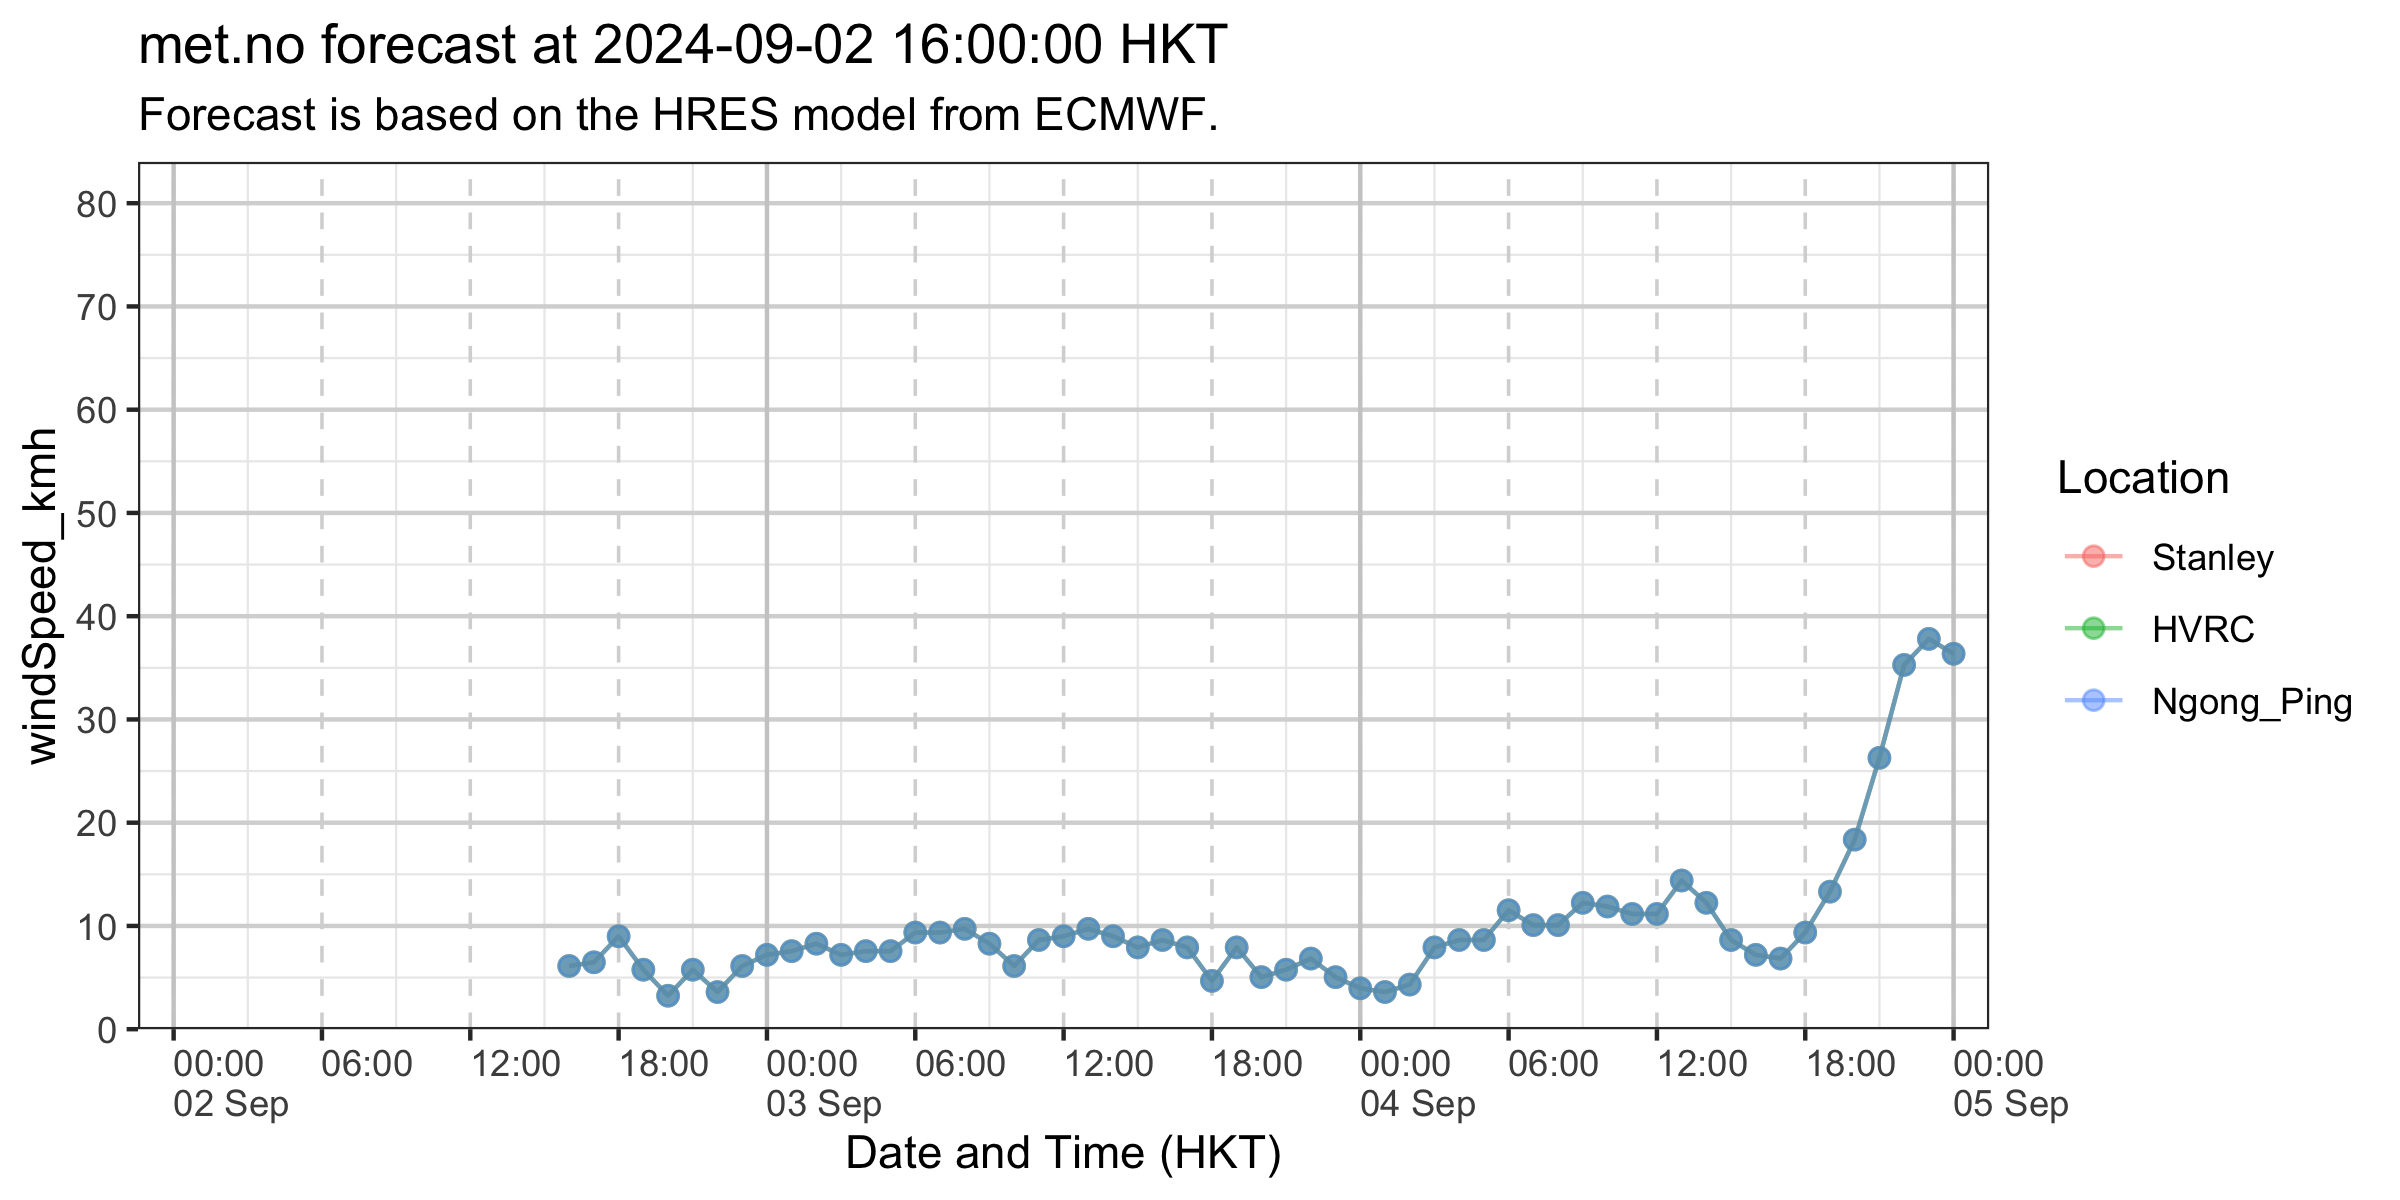 met.no forecast at 2024-09-02 16:00:00 HKT
Forecast is based on the HRES model from ECMWF.
windSpeed_kmh
80
70
60
50
40
30
20
10
0
00:00 06:00 12:00 18:00 00:00 06:00 12:00 18:00 00:00 06:00 12:00 18:00 00:00
02 Sep 03 Sep 04 Sep 05 Sep
Date and Time (HKT)
Location
Stanley
HVRC
Ngong_Ping